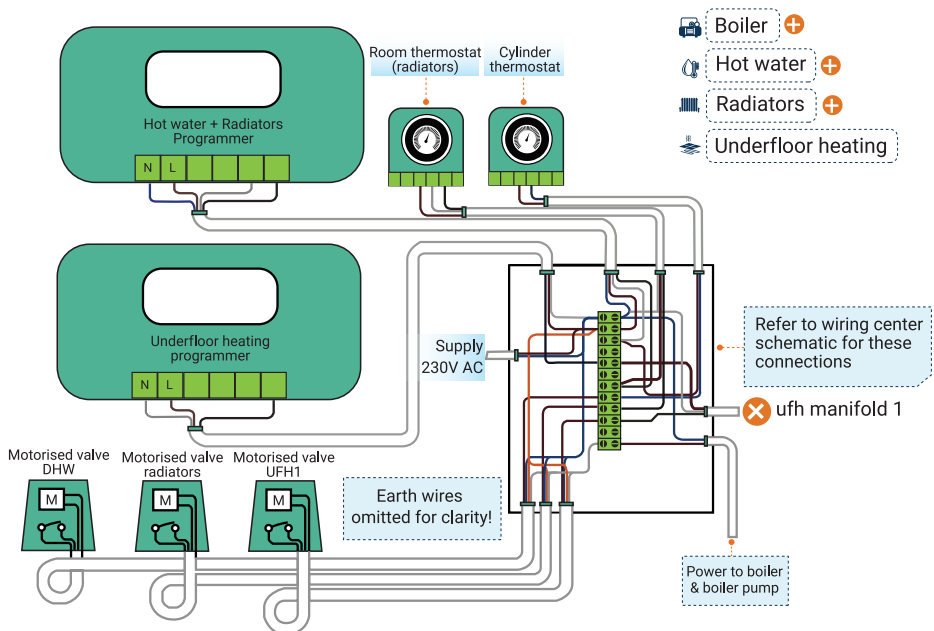 Hot water + Radiators
Programmer
N L
Room thermostat
(radiators)
Cylinder
thermostat
Boiler
Hot water
Radiators
Underfloor heating
Underfloor heating
programmer
N L
Supply
230V AC
Refer to wiring center
schematic for these
connections
ufh manifold 1
Motorised valve
DHW
M
Motorised valve
radiators
M
Motorised valve
UFH1
M
Earth wires
omitted for clarity!
Power to boiler
& boiler pump